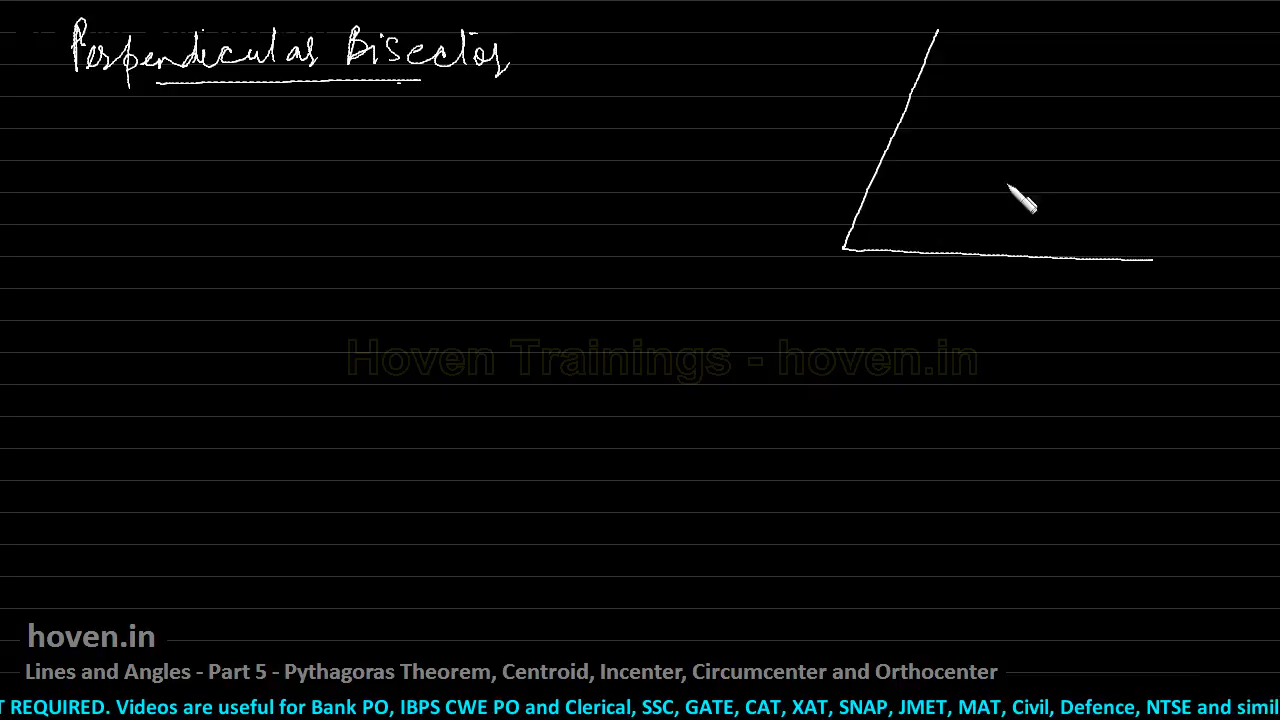 Perpendicular Bisector
Hoven Trainings - hoven.in
hoven.in
Lines and Angles - Part 5 - Pythagoras Theorem, Centroid, Incenter, Circumcenter and Orthocenter
T REQUIRED. Videos are useful for Bank PO, IBPS CWE PO and Clerical, SSC, GATE, CAT, XAT, SNAP, JMET, MAT, Civil, Defence, NTSE and simil